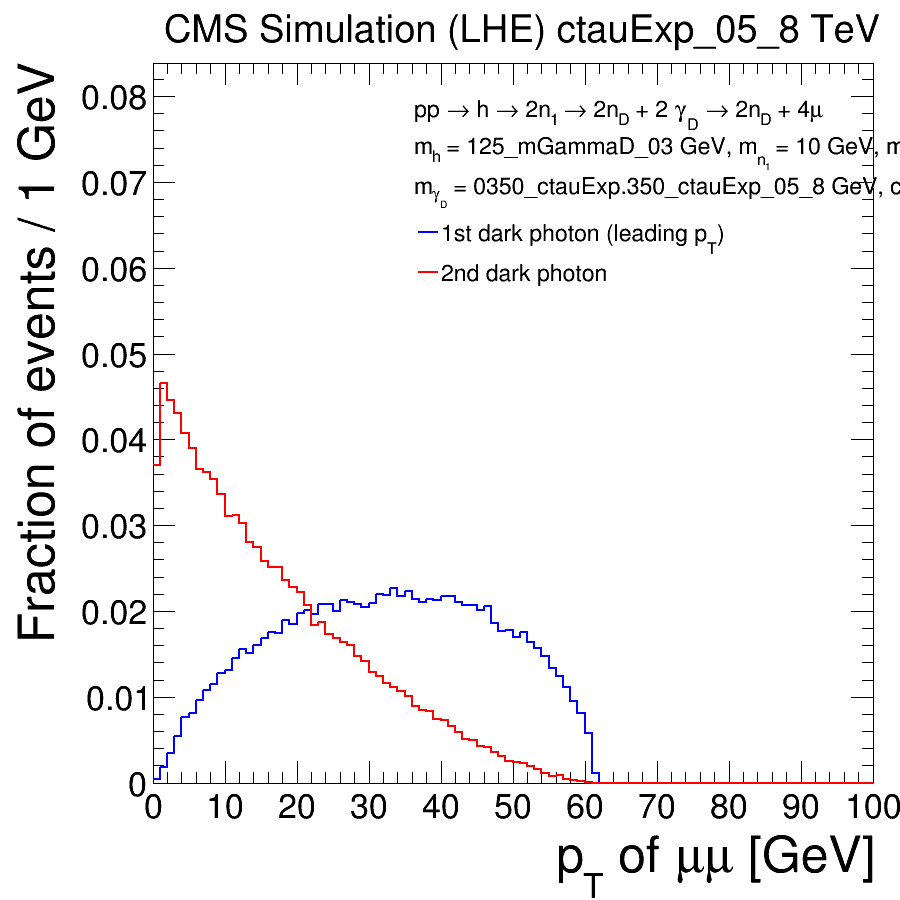 CMS Simulation (LHE) ctauExp_05_8 TeV
Fraction of events / 1 GeV
0.08
0.07
0.06
0.05
0.04
0.03
0.02
0.01
0
pp → h → 2n1 → 2nD + 2 γD → 2nD + 4μ
mh = 125_mGammaD_03 GeV, mn1 = 10 GeV, m
mγD = 0350_ctauExp.350_ctauExp_05_8 GeV, c
1st dark photon (leading pT)
2nd dark photon
0 10 20 30 40 50 60 70 80 90 100
pT of μμ [GeV]